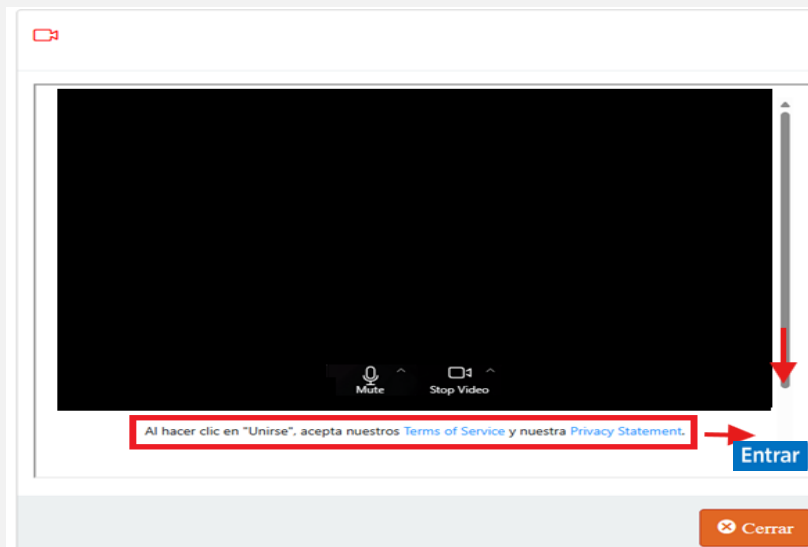 Mute
Stop Video
Al hacer clic en "Unirse", acepta nuestros Terms of Service y nuestra Privacy Statement.
Entrar
Cerrar